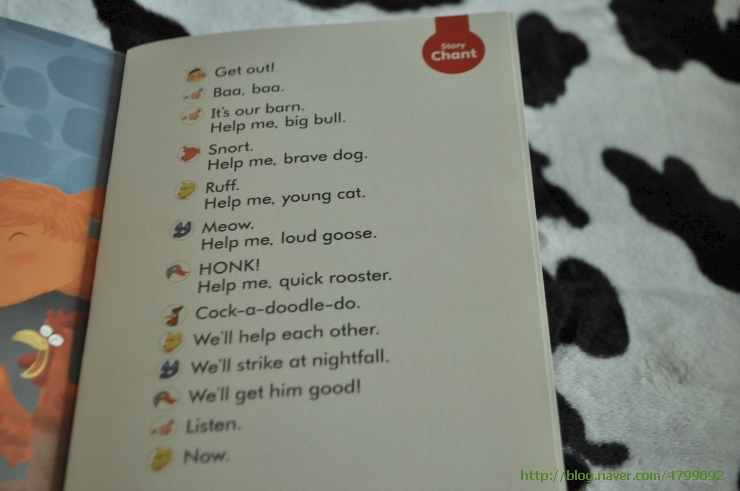 Story
Chant
Get out!
Baa, baa.
It's our barn.
Help me, big bull.
Snort.
Help me, brave dog.
Ruff.
Help me, young cat.
Meow.
Help me, loud goose.
HONK!
Help me, quick rooster.
Cock-a-doodle-do.
We'll help each other.
We'll strike at nightfall.
We'll get him good!
Listen.
Now.
http://blog.naver.com/4799092